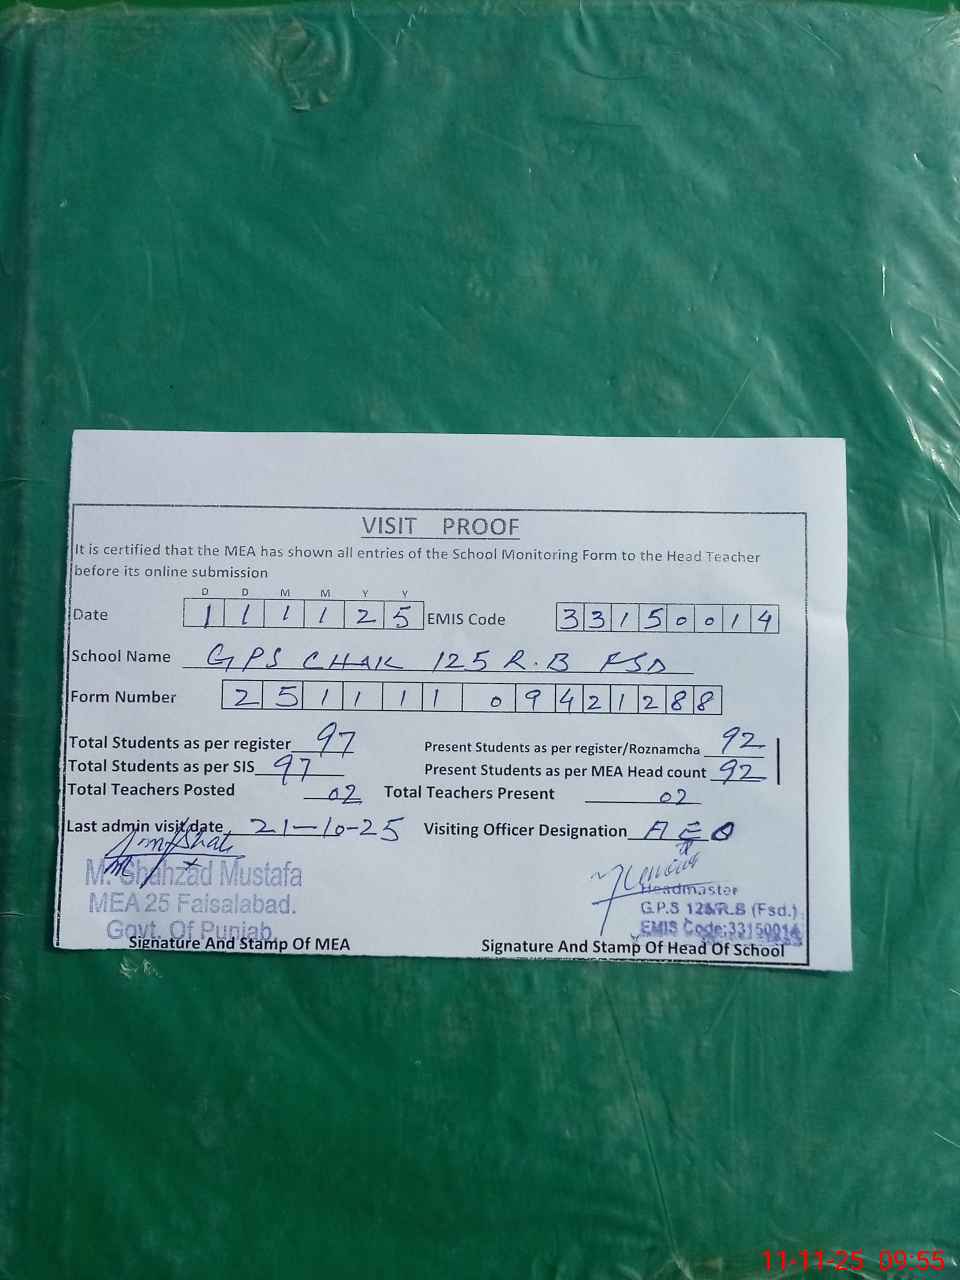 VISIT PROOF
It is certified that the MEA has shown all entries of the School Monitoring Form to the Head Teacher
before its online submission
D D M M Y Y
Date 1 1 1 1 2 5 EMIS Code 3 3 1 5 0 0 1 4
School Name GPS CHAK 125 R.B FSD
Form Number 2 5 1 1 1 1 0 9 4 2 1 2 8 8
Total Students as per register 97 Present Students as per register/Roznamcha 92
Total Students as per SIS 97 Present Students as per MEA Head count 92
Total Teachers Posted 02 Total Teachers Present 02
Last admin visit date 21-10-25 Visiting Officer Designation AEO
M. Shahzad Mustafa
MEA 25 Faisalabad.
Govt. Of Punjab
Signature And Stamp Of MEA
Headmaster
G.P.S 125 R.B (Fsd.)
EMIS Code:33150014
Signature And Stamp Of Head Of School
11-11-25 09:55